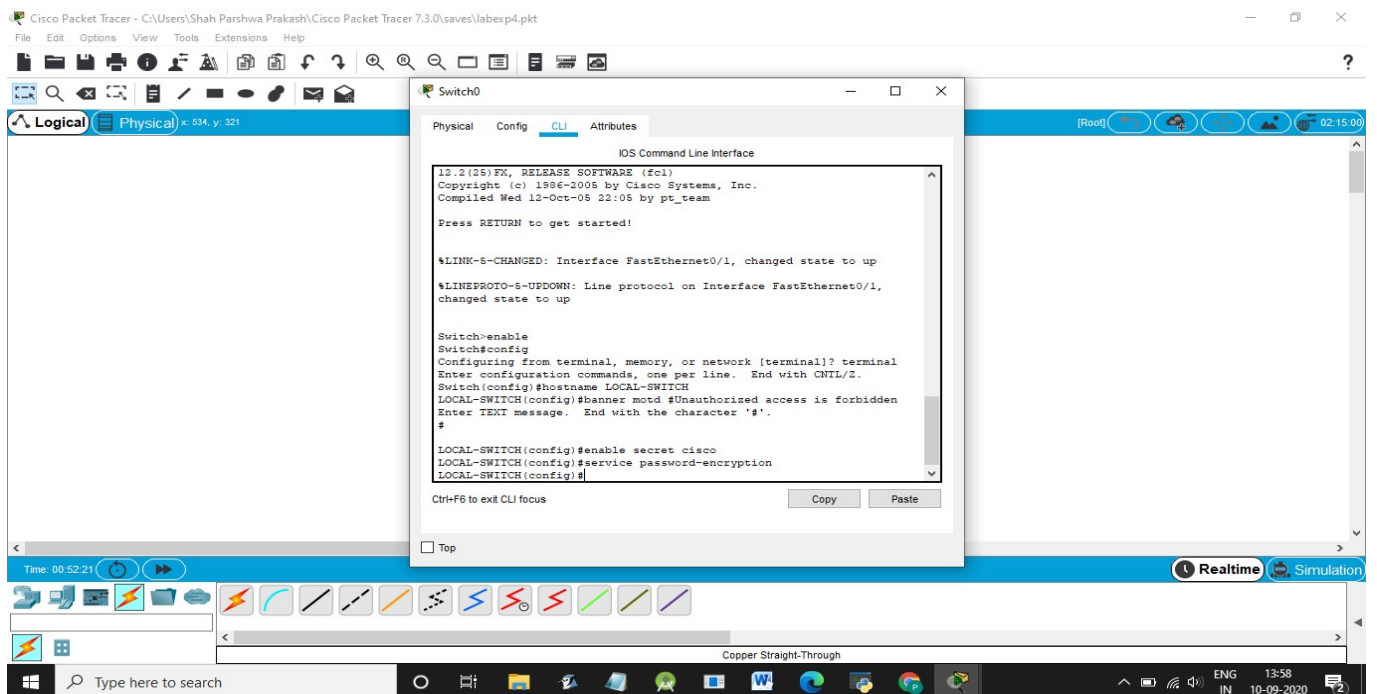 Cisco Packet Tracer - C:\Users\Shah Parshwa Prakash\Cisco Packet Tracer 7.3.0\saves\labexp4.pkt
File Edit Options View Tools Extensions Help
?
Logical Physical x: 534, y: 321
[Root] 02:15:00
Switch0
Physical Config CLI Attributes
IOS Command Line Interface
12.2(25)FX, RELEASE SOFTWARE (fc1)
Copyright (c) 1986-2005 by Cisco Systems, Inc.
Compiled Wed 12-Oct-05 22:05 by pt_team
Press RETURN to get started!
%LINK-5-CHANGED: Interface FastEthernet0/1, changed state to up
%LINEPROTO-5-UPDOWN: Line protocol on Interface FastEthernet0/1,
changed state to up
Switch>enable
Switch#config
Configuring from terminal, memory, or network [terminal]? terminal
Enter configuration commands, one per line. End with CNTL/Z.
Switch(config)#hostname LOCAL-SWITCH
LOCAL-SWITCH(config)#banner motd #Unauthorized access is forbidden
Enter TEXT message. End with the character '#'.
#
LOCAL-SWITCH(config)#enable secret cisco
LOCAL-SWITCH(config)#service password-encryption
LOCAL-SWITCH(config)#
Ctrl+F6 to exit CLI focus
Copy Paste
Top
Time: 00:52:21
Realtime Simulation
Copper Straight-Through
Type here to search
ENG 13:58
IN 10-09-2020
2